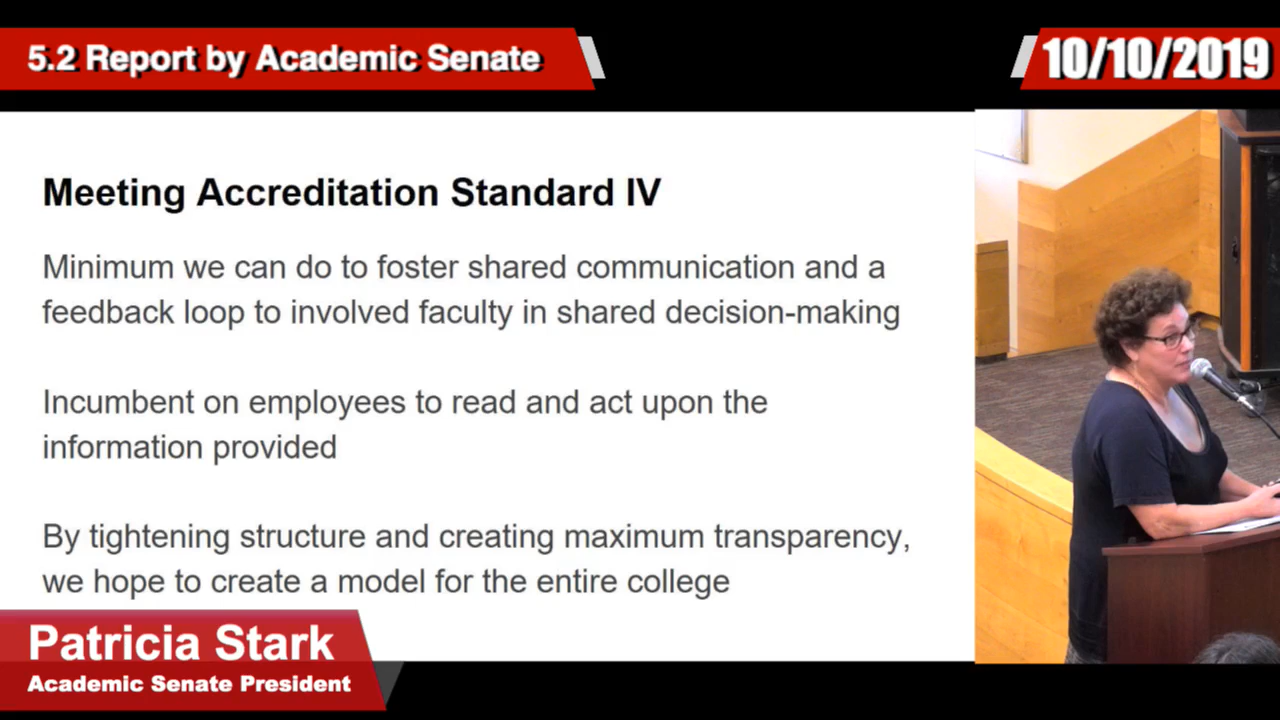 5.2 Report by Academic Senate
10/10/2019
Meeting Accreditation Standard IV
Minimum we can do to foster shared communication and a
feedback loop to involved faculty in shared decision-making
Incumbent on employees to read and act upon the
information provided
By tightening structure and creating maximum transparency,
we hope to create a model for the entire college
Patricia Stark
Academic Senate President